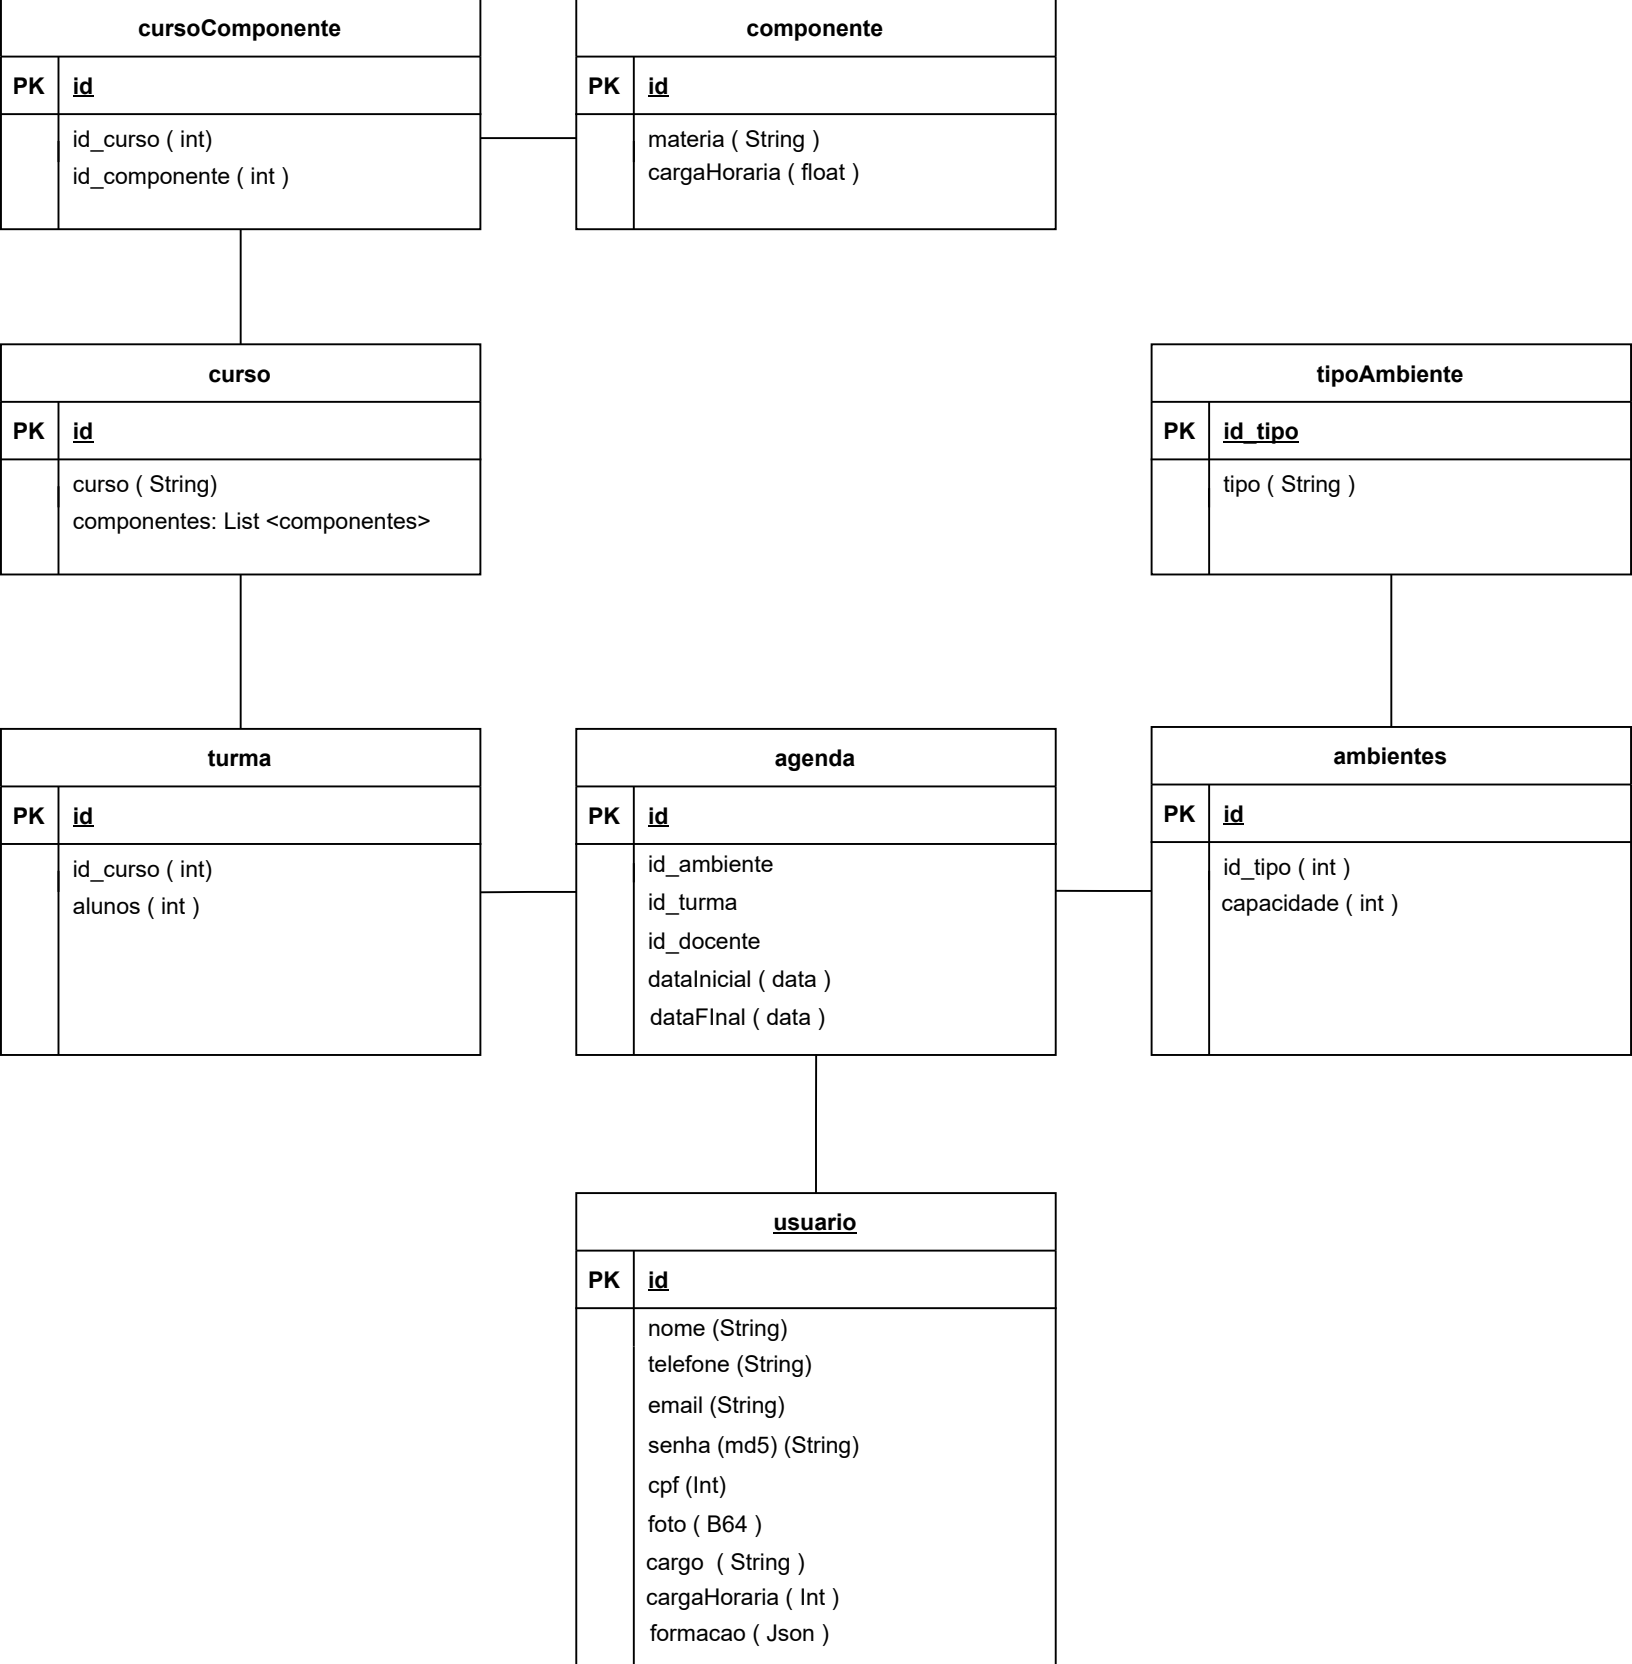 cursoComponente
PK id
id_curso ( int)
id_componente ( int )
componente
PK id
materia ( String )
cargaHoraria ( float )
curso
PK id
curso ( String)
componentes: List <componentes>
tipoAmbiente
PK id_tipo
tipo ( String )
turma
PK id
id_curso ( int)
alunos ( int )
agenda
PK id
id_ambiente
id_turma
id_docente
dataInicial ( data )
dataFInal ( data )
ambientes
PK id
id_tipo ( int )
capacidade ( int )
usuario
PK id
nome (String)
telefone (String)
email (String)
senha (md5) (String)
cpf (Int)
foto ( B64 )
cargo ( String )
cargaHoraria ( Int )
formacao ( Json )